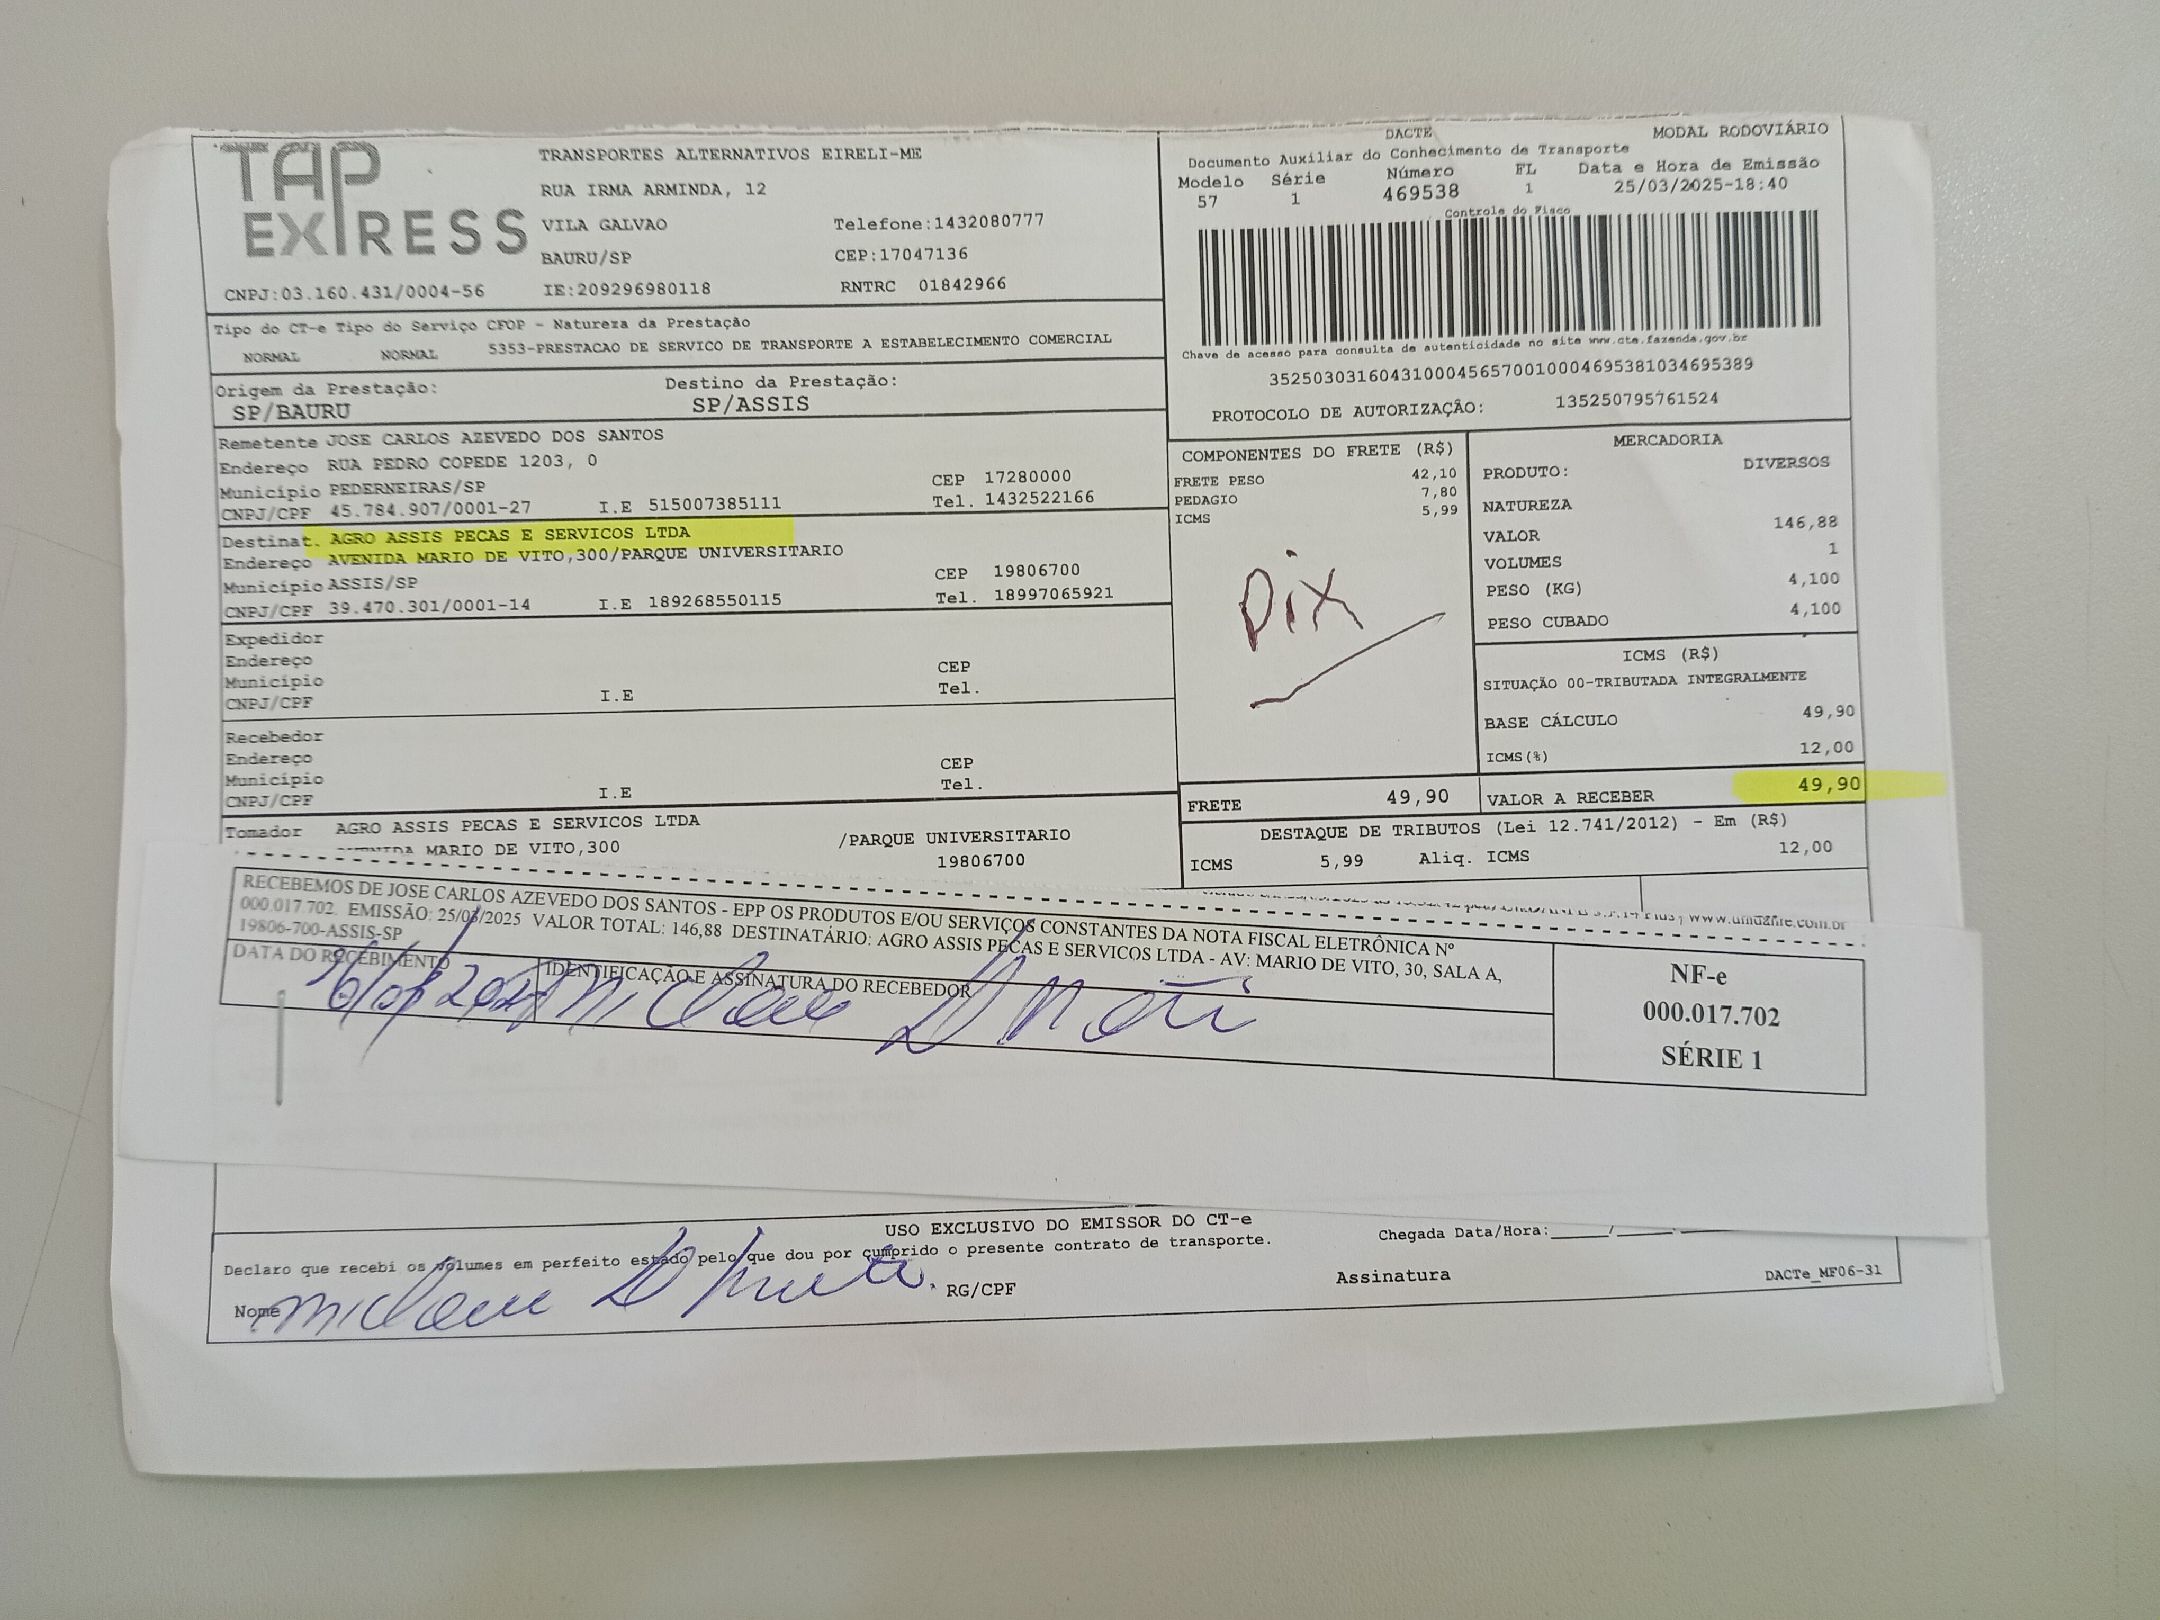 TAP EXPRESS
TRANSPORTES ALTERNATIVOS EIRELI-ME
RUA IRMA ARMINDA, 12
VILA GALVAO Telefone:1432080777
BAURU/SP CEP:17047136
CNPJ:03.160.431/0004-56 IE:209296980118 RNTRC 01842966
DACTE MODAL RODOVIÁRIO
Documento Auxiliar do Conhecimento de Transporte
Modelo Série Número FL Data e Hora de Emissão
57 1 469538 1 25/03/2025-18:40
Controle do Fisco
Chave de acesso para consulta de autenticidade no site www.cte.fazenda.gov.br
35250303160431000456570010004695381034695389
PROTOCOLO DE AUTORIZAÇÃO: 135250795761524
Tipo do CT-e Tipo do Serviço CFOP - Natureza da Prestação
NORMAL NORMAL 5353-PRESTACAO DE SERVICO DE TRANSPORTE A ESTABELECIMENTO COMERCIAL
Origem da Prestação: Destino da Prestação:
SP/BAURU SP/ASSIS
Remetente JOSE CARLOS AZEVEDO DOS SANTOS
Endereço RUA PEDRO COPEDE 1203, 0
Município PEDERNEIRAS/SP CEP 17280000
CNPJ/CPF 45.784.907/0001-27 I.E 515007385111 Tel. 1432522166
Destinat. AGRO ASSIS PECAS E SERVICOS LTDA
Endereço AVENIDA MARIO DE VITO,300/PARQUE UNIVERSITARIO
Município ASSIS/SP CEP 19806700
CNPJ/CPF 39.470.301/0001-14 I.E 189268550115 Tel. 18997065921
Expedidor
Endereço
Município CEP
CNPJ/CPF I.E Tel.
Recebedor
Endereço
Município CEP
CNPJ/CPF I.E Tel.
Tomador AGRO ASSIS PECAS E SERVICOS LTDA
MARIO DE VITO,300 /PARQUE UNIVERSITARIO
19806700
COMPONENTES DO FRETE (R$)
FRETE PESO 42,10
PEDAGIO 7,80
ICMS 5,99
Pix
FRETE 49,90
MERCADORIA
PRODUTO: DIVERSOS
NATUREZA
VALOR 146,88
VOLUMES 1
PESO (KG) 4,100
PESO CUBADO 4,100
ICMS (R$)
SITUAÇÃO 00-TRIBUTADA INTEGRALMENTE
BASE CÁLCULO 49,90
ICMS(%) 12,00
VALOR A RECEBER 49,90
DESTAQUE DE TRIBUTOS (Lei 12.741/2012) - Em (R$)
ICMS 5,99 Aliq. ICMS 12,00
RECEBEMOS DE JOSE CARLOS AZEVEDO DOS SANTOS - EPP OS PRODUTOS E/OU SERVIÇOS CONSTANTES DA NOTA FISCAL ELETRÔNICA Nº
000.017.702. EMISSÃO: 25/03/2025 VALOR TOTAL: 146,88 DESTINATÁRIO: AGRO ASSIS PEÇAS E SERVICOS LTDA - AV: MARIO DE VITO, 30, SALA A,
19806-700-ASSIS-SP
DATA DO RECEBIMENTO IDENTIFICAÇÃO E ASSINATURA DO RECEBEDOR
NF-e
000.017.702
SÉRIE 1
USO EXCLUSIVO DO EMISSOR DO CT-e
Declaro que recebi os volumes em perfeito estado pelo que dou por cumprido o presente contrato de transporte. Chegada Data/Hora:
Nome RG/CPF Assinatura DACTe_MF06-31